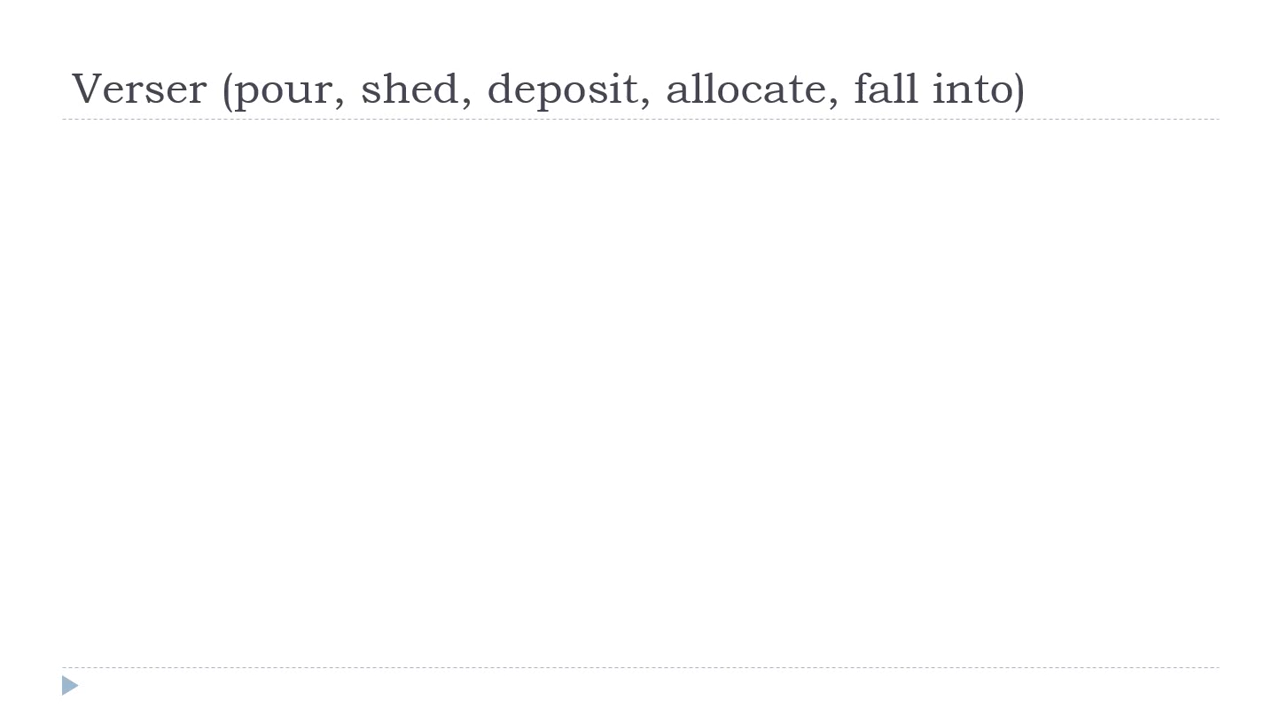 Verser (pour, shed, deposit, allocate, fall into)